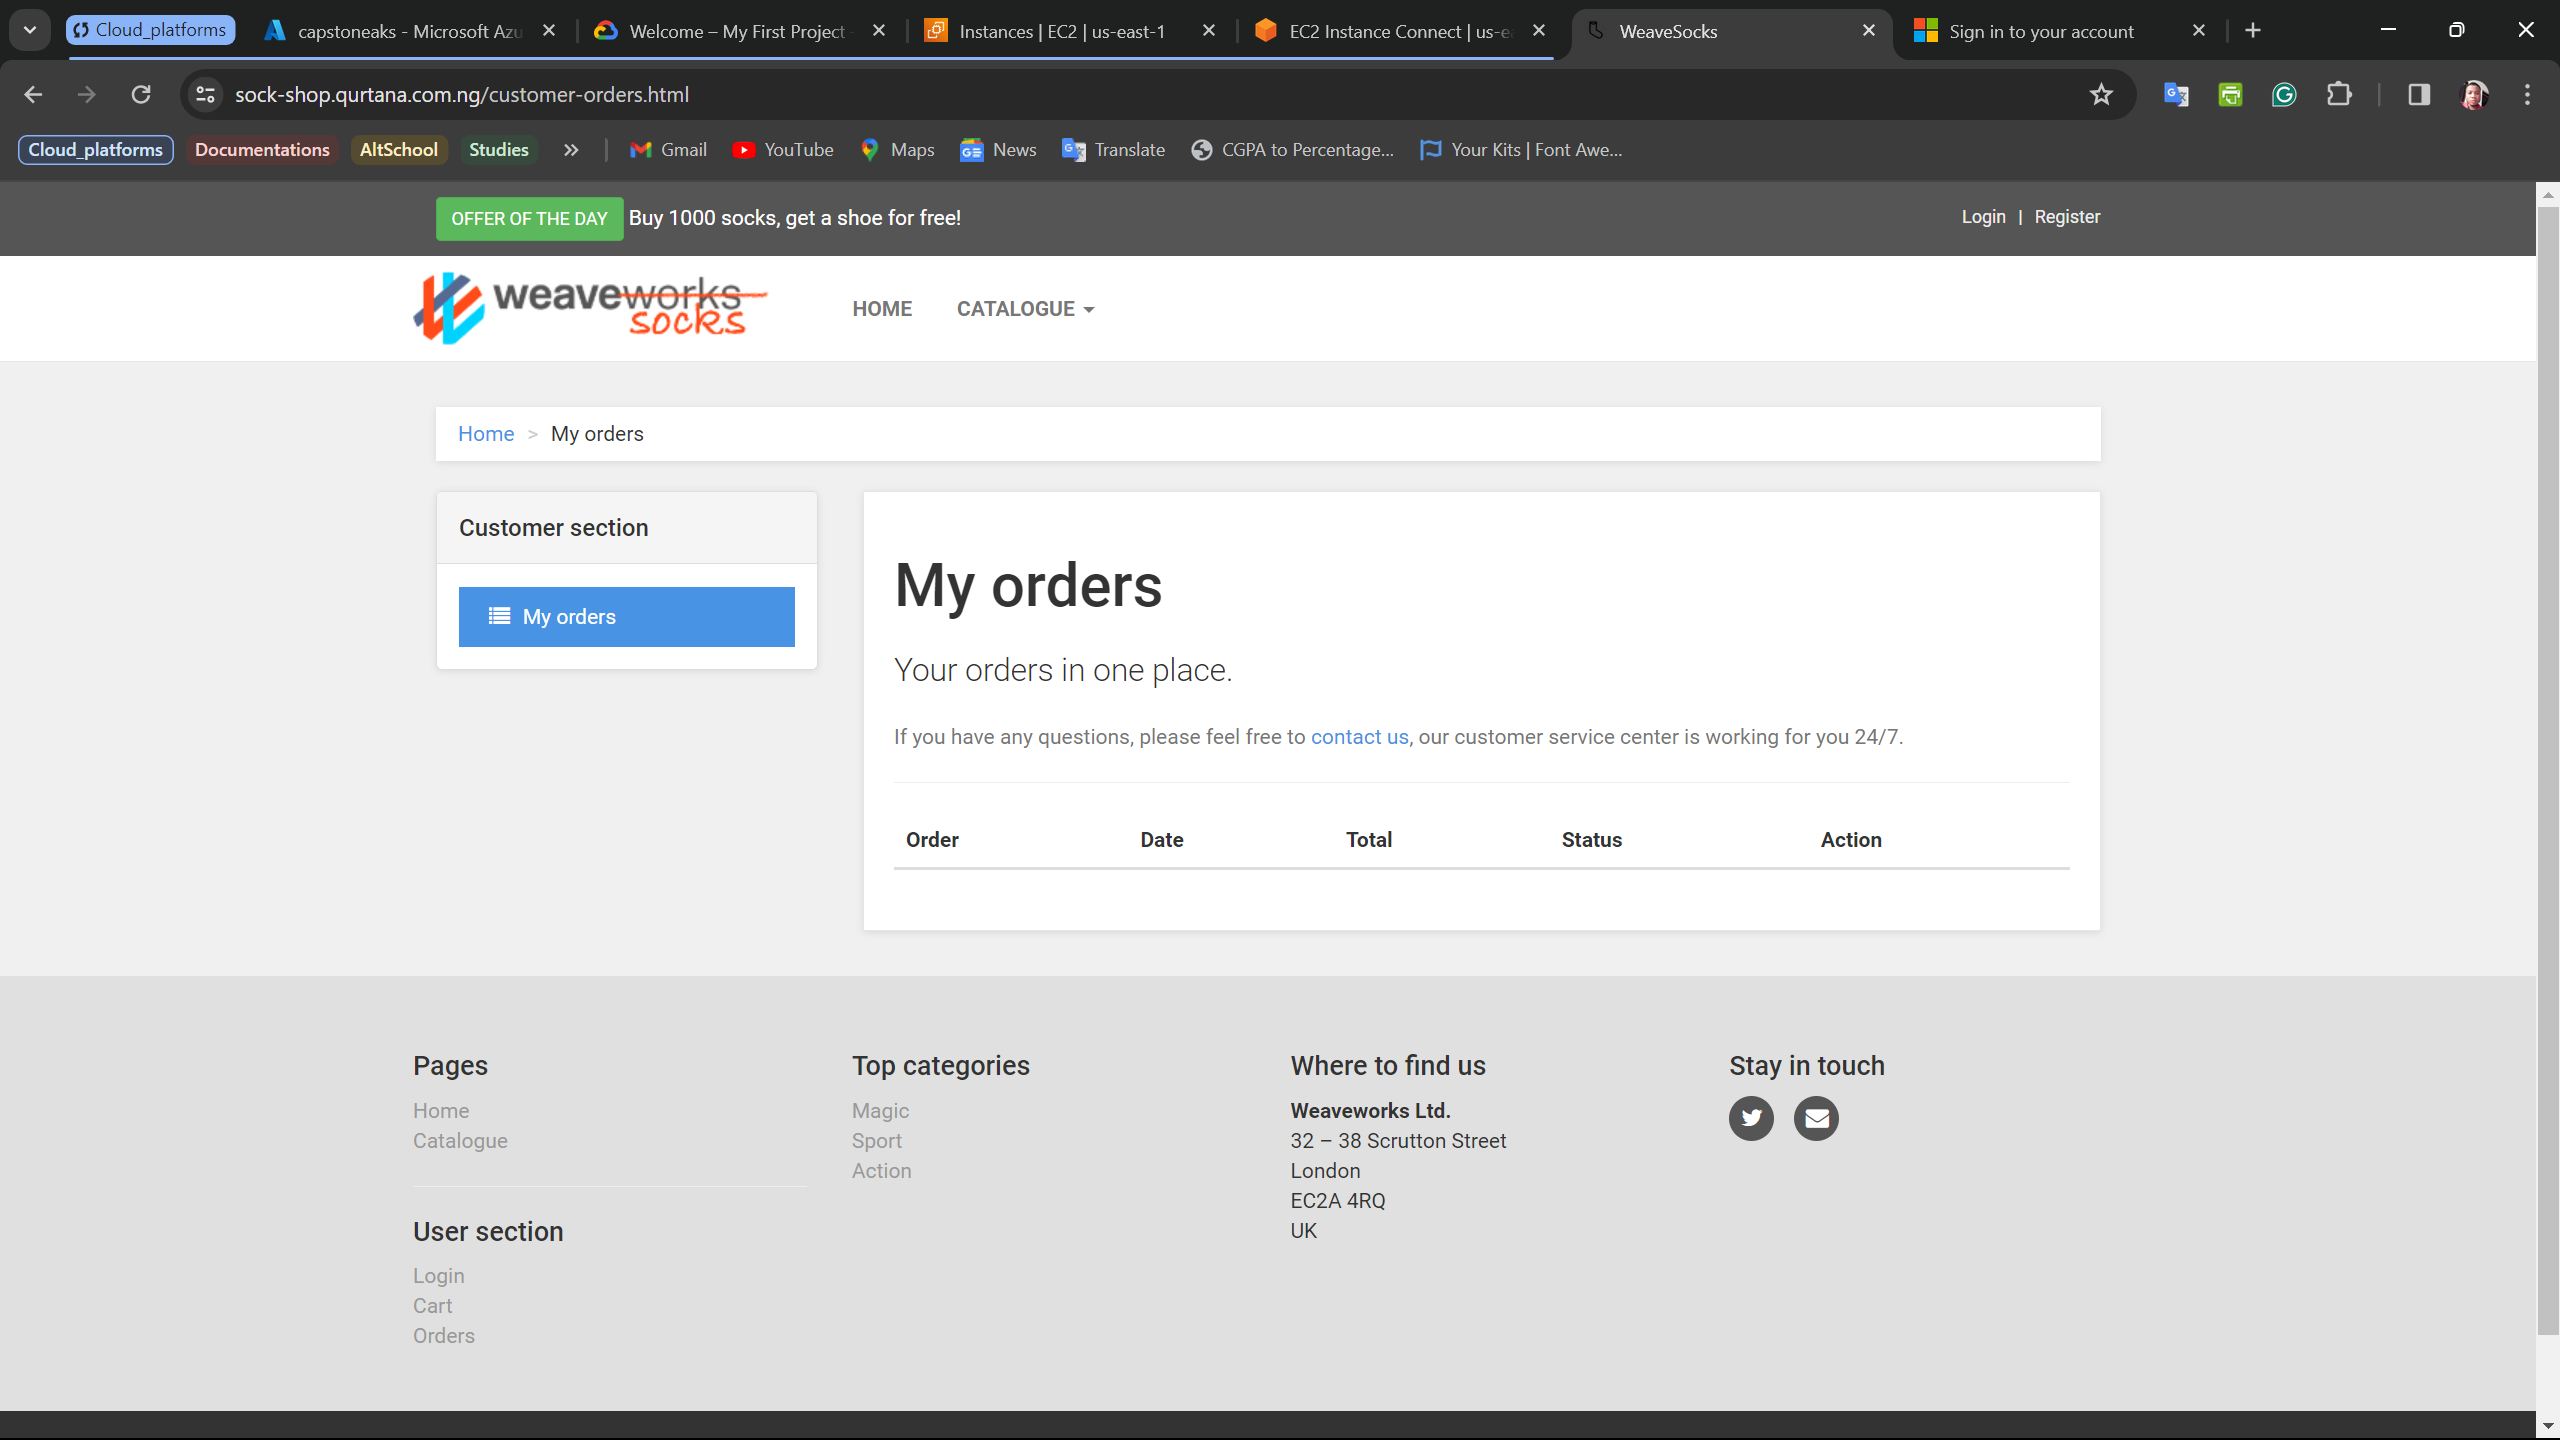 Cloud_platforms
capstoneaks - Microsoft Azu
Welcome – My First Project
Instances | EC2 | us-east-1
EC2 Instance Connect | us-ea
WeaveSocks
Sign in to your account
sock-shop.qurtana.com.ng/customer-orders.html
Cloud_platforms
Documentations
AltSchool
Studies
Gmail
YouTube
Maps
News
Translate
CGPA to Percentage...
Your Kits | Font Awe...
OFFER OF THE DAY Buy 1000 socks, get a shoe for free!
Login | Register
weaveworks
socks
HOME
CATALOGUE
Home > My orders
Customer section
My orders
My orders
Your orders in one place.
If you have any questions, please feel free to contact us, our customer service center is working for you 24/7.
Order Date Total Status Action
Pages
Home
Catalogue
User section
Login
Cart
Orders
Top categories
Magic
Sport
Action
Where to find us
Weaveworks Ltd.
32 – 38 Scrutton Street
London
EC2A 4RQ
UK
Stay in touch